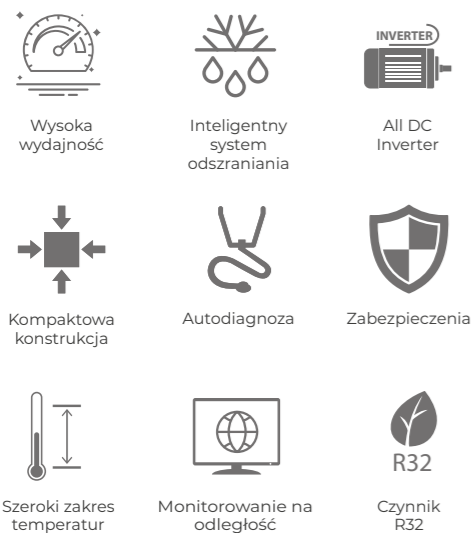 INVERTER
Wysoka
wydajność
Inteligentny
system
odszraniania
All DC
Inverter
Kompaktowa
konstrukcja
Autodiagnoza
Zabezpieczenia
R32
Szeroki zakres
temperatur
Monitorowanie na
odległość
Czynnik
R32